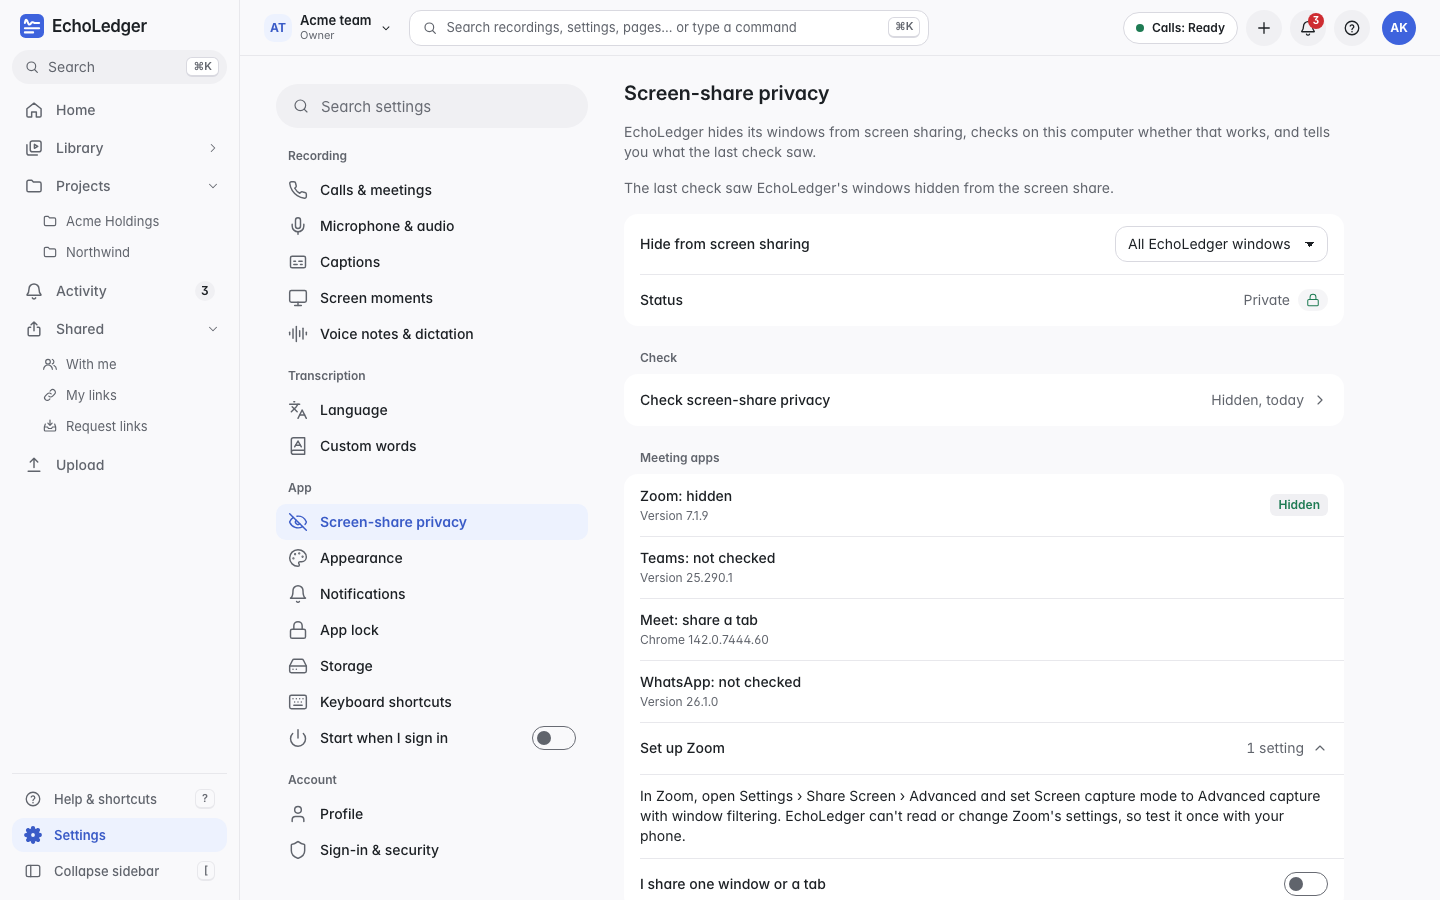 EchoLedger
Search
⌘K
Home
Library
Projects
Acme Holdings
Northwind
Activity
3
Shared
With me
My links
Request links
Upload
Help & shortcuts
?
Settings
Collapse sidebar
[
AT
Acme team
Owner
Search recordings, settings, pages... or type a command
⌘K
Calls: Ready
3
AK
Search settings
Recording
Calls & meetings
Microphone & audio
Captions
Screen moments
Voice notes & dictation
Transcription
Language
Custom words
App
Screen-share privacy
Appearance
Notifications
App lock
Storage
Keyboard shortcuts
Start when I sign in
Account
Profile
Sign-in & security
Screen-share privacy
EchoLedger hides its windows from screen sharing, checks on this computer whether that works, and tells
you what the last check saw.
The last check saw EchoLedger's windows hidden from the screen share.
Hide from screen sharing
All EchoLedger windows
Status
Private
Check
Check screen-share privacy
Hidden, today
Meeting apps
Zoom: hidden
Version 7.1.9
Hidden
Teams: not checked
Version 25.290.1
Meet: share a tab
Chrome 142.0.7444.60
WhatsApp: not checked
Version 26.1.0
Set up Zoom
1 setting
In Zoom, open Settings › Share Screen › Advanced and set Screen capture mode to Advanced capture
with window filtering. EchoLedger can't read or change Zoom's settings, so test it once with your
phone.
I share one window or a tab